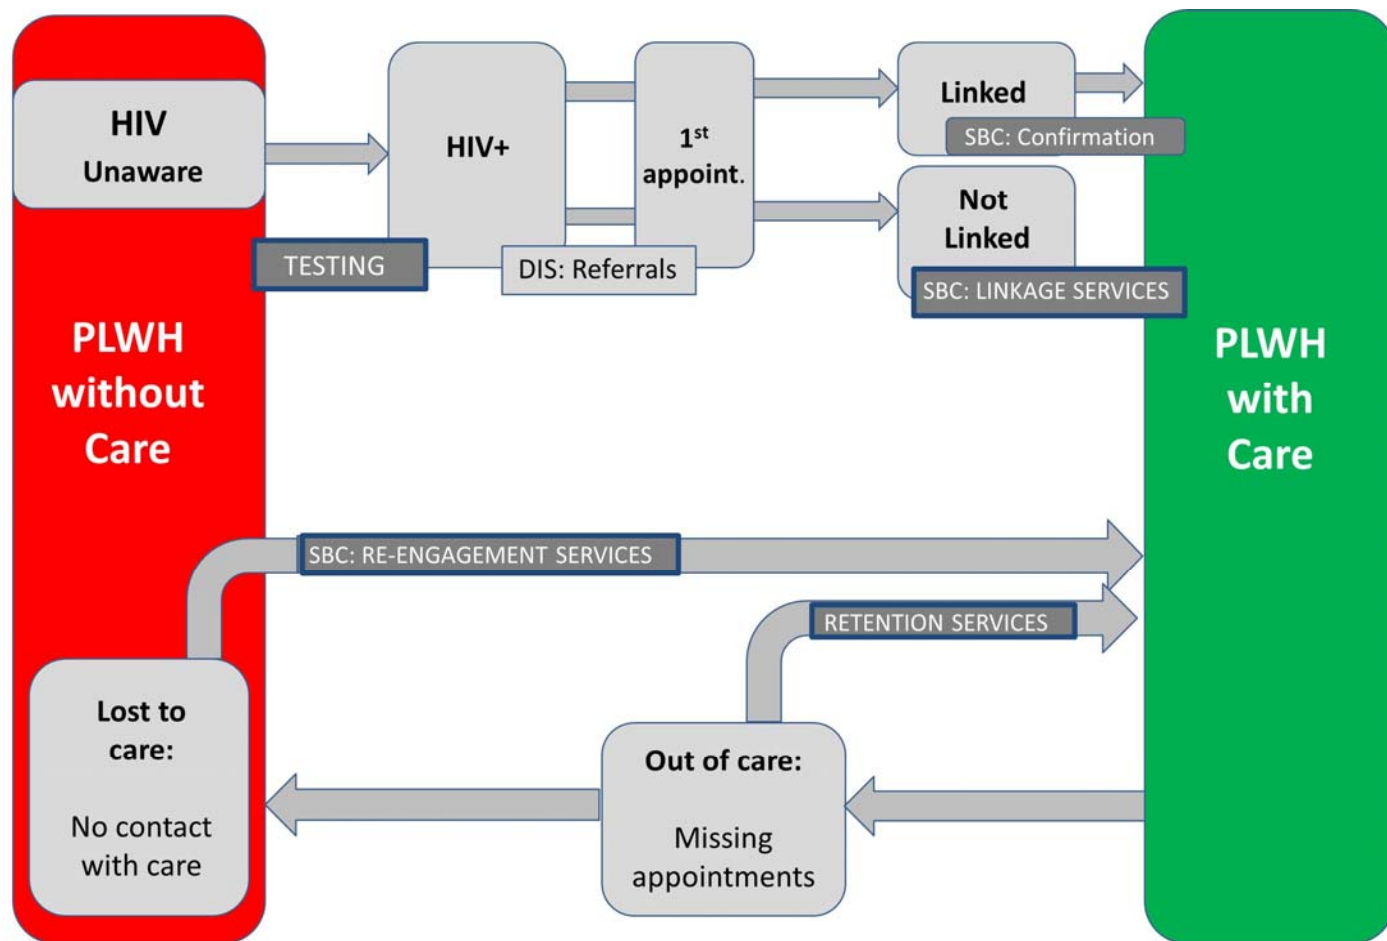 HIV
Unaware
HIV+
1st
appoint.
Linked
SBC: Confirmation
Not
Linked
TESTING
DIS: Referrals
SBC: LINKAGE SERVICES
PLWH
without
Care
PLWH
with
Care
SBC: RE-ENGAGEMENT SERVICES
RETENTION SERVICES
Lost to
care:
No contact
with care
Out of care:
Missing
appointments